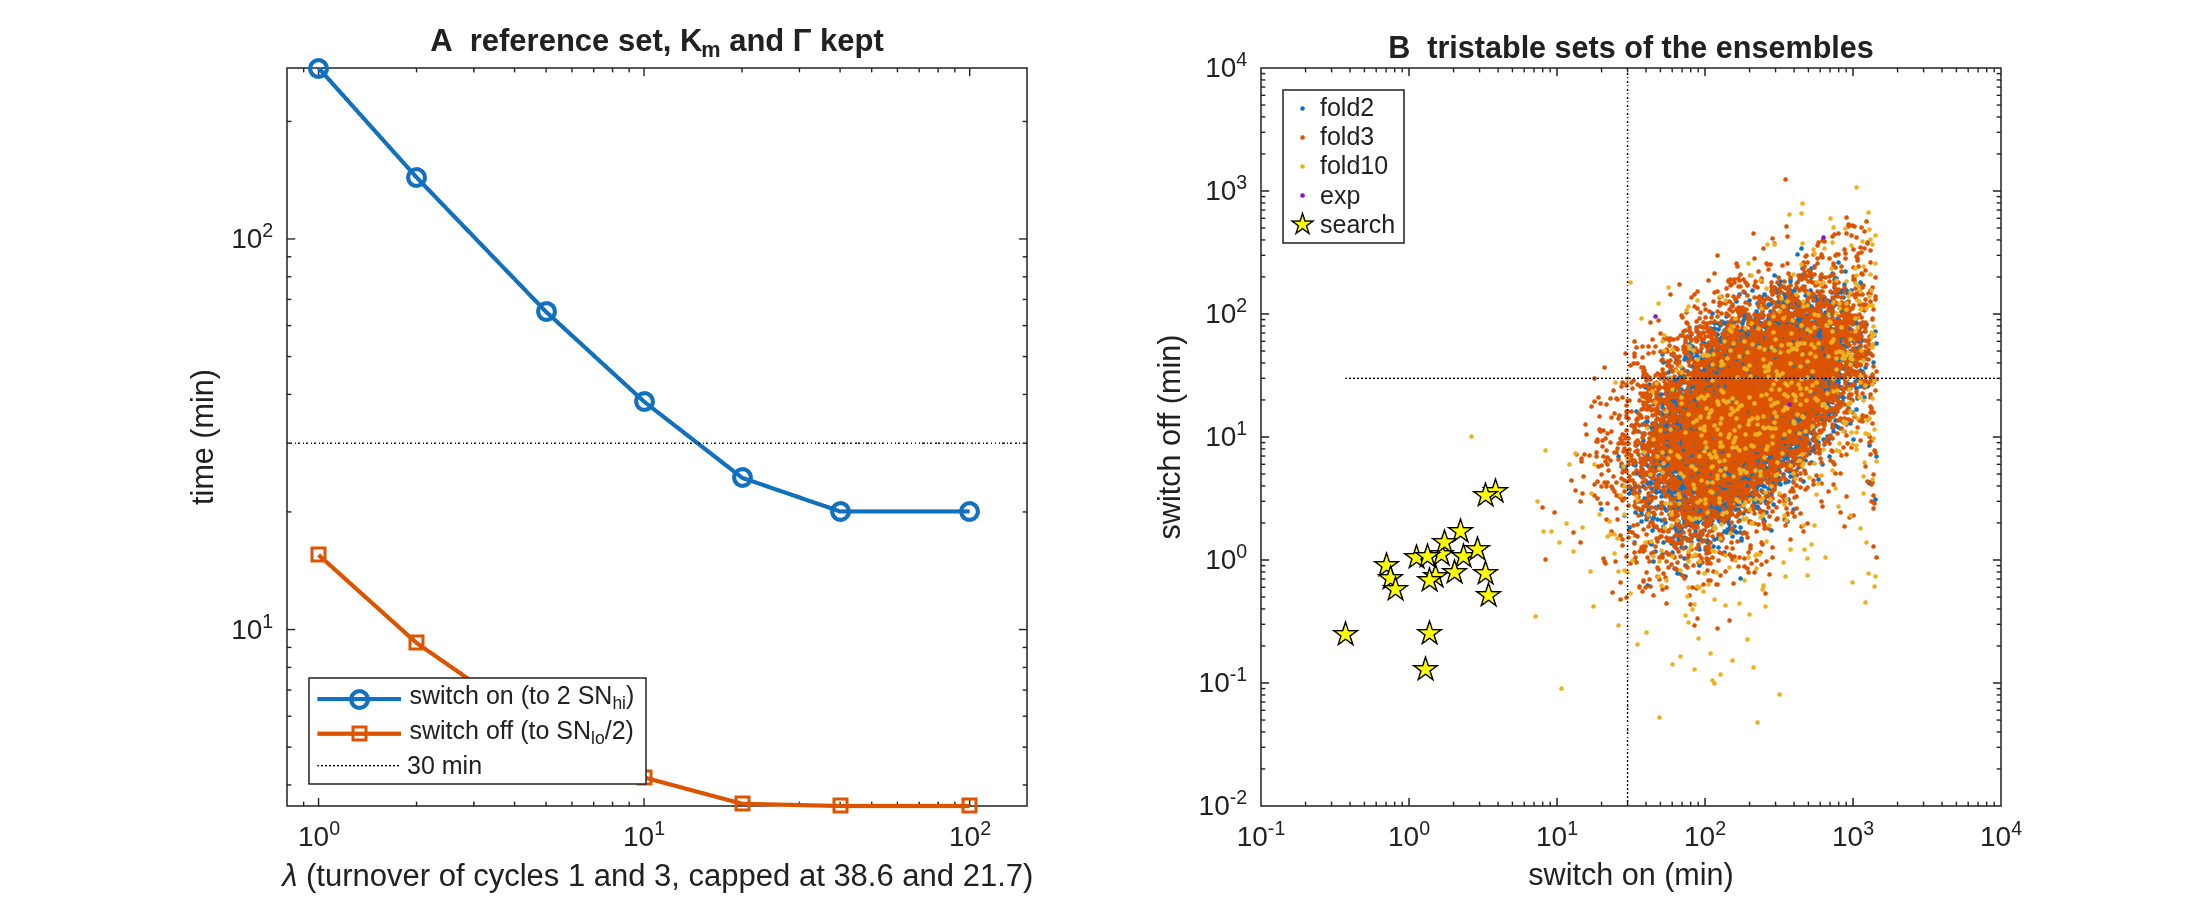 A  reference set, Km and Γ kept
10^2
10^1
time (min)
switch on (to 2 SNhi)
switch off (to SNlo/2)
30 min
10^0 10^1 10^2
λ (turnover of cycles 1 and 3, capped at 38.6 and 21.7)
B  tristable sets of the ensembles
10^4
10^3
10^2
10^1
10^0
10^-1
10^-2
switch off (min)
fold2
fold3
fold10
exp
search
10^-1 10^0 10^1 10^2 10^3 10^4
switch on (min)